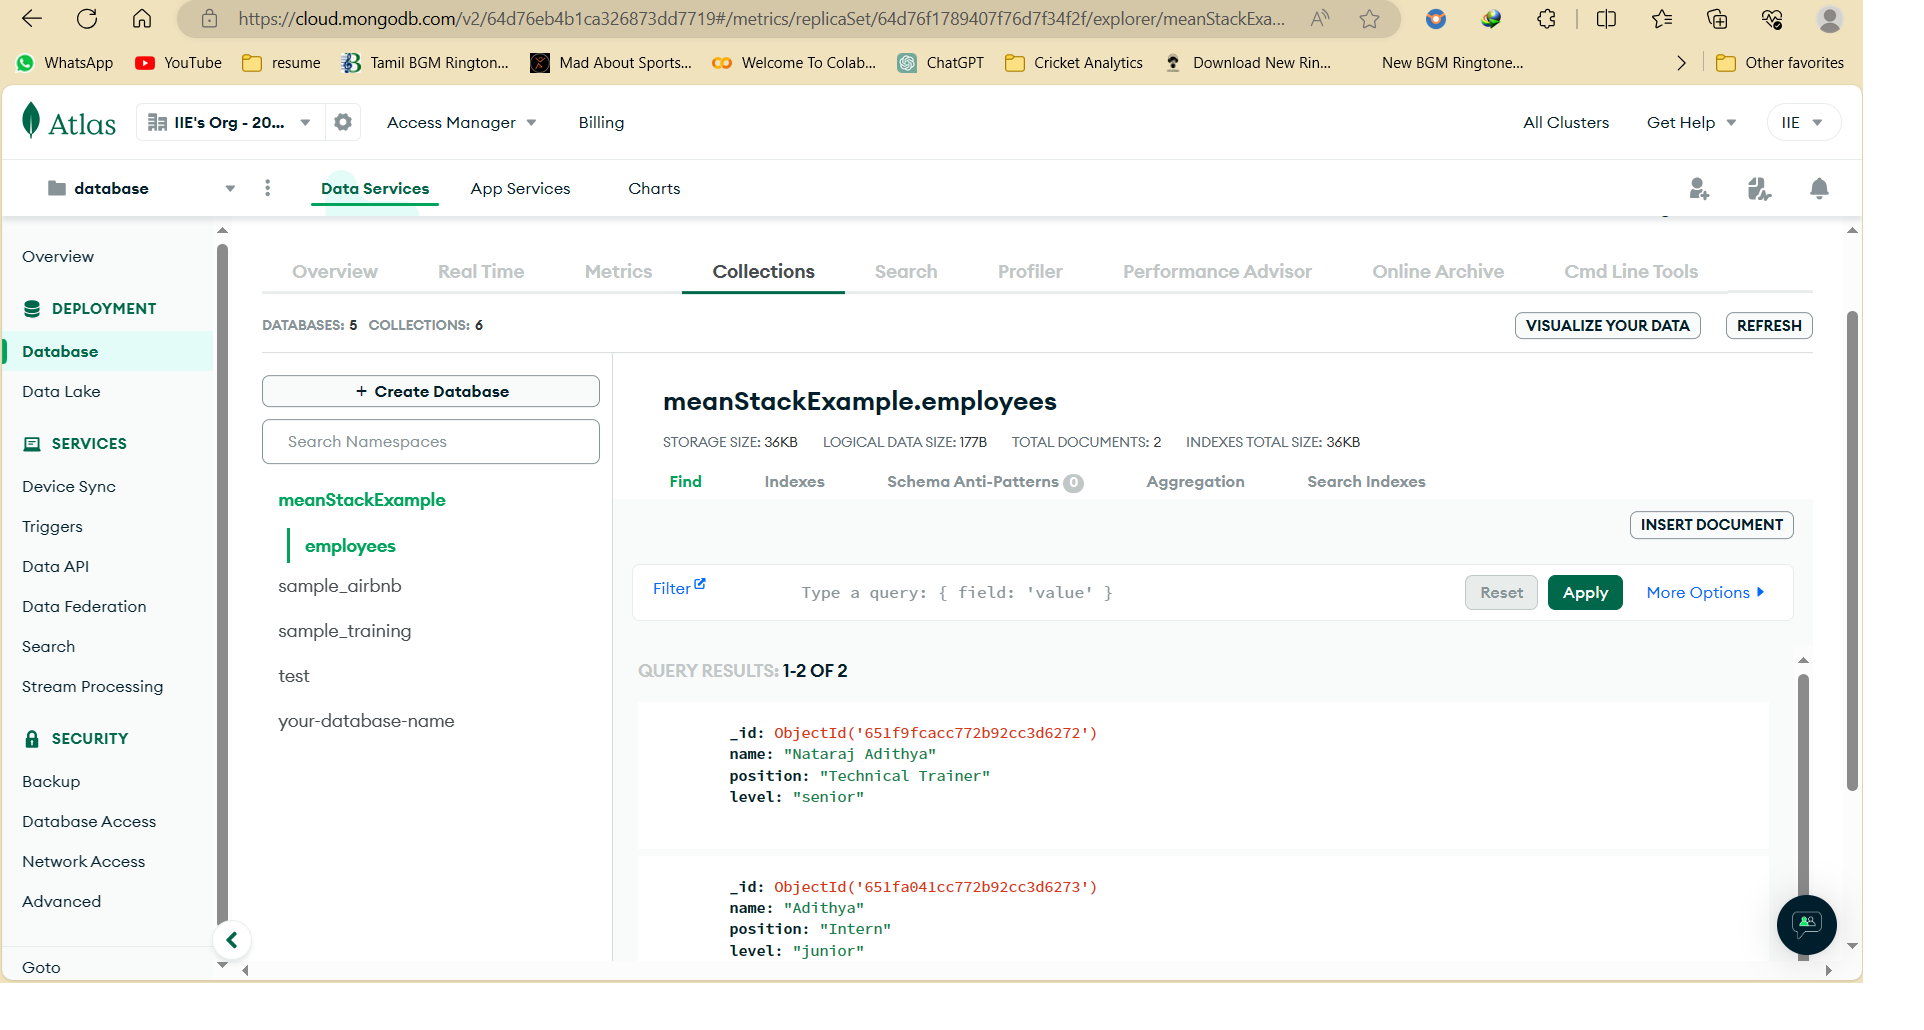 https://cloud.mongodb.com/v2/64d76eb4b1ca326873dd7719#/metrics/replicaSet/64d76f1789407f76d7f34f2f/explorer/meanStackExa...
WhatsApp YouTube resume Tamil BGM Rington... Mad About Sports... Welcome To Colab... ChatGPT Cricket Analytics Download New Rin... New BGM Ringtone... Other favorites
Atlas IIE's Org - 20... Access Manager Billing All Clusters Get Help IIE
database Data Services App Services Charts
Overview
DEPLOYMENT
Database
Data Lake
SERVICES
Device Sync
Triggers
Data API
Data Federation
Search
Stream Processing
SECURITY
Backup
Database Access
Network Access
Advanced
Goto
Overview Real Time Metrics Collections Search Profiler Performance Advisor Online Archive Cmd Line Tools
DATABASES: 5 COLLECTIONS: 6 VISUALIZE YOUR DATA REFRESH
+ Create Database
Search Namespaces
meanStackExample
employees
sample_airbnb
sample_training
test
your-database-name
meanStackExample.employees
STORAGE SIZE: 36KB LOGICAL DATA SIZE: 177B TOTAL DOCUMENTS: 2 INDEXES TOTAL SIZE: 36KB
Find Indexes Schema Anti-Patterns 0 Aggregation Search Indexes
INSERT DOCUMENT
Filter Type a query: { field: 'value' } Reset Apply More Options
QUERY RESULTS: 1-2 OF 2
_id: ObjectId('651f9fcacc772b92cc3d6272')
name: "Nataraj Adithya"
position: "Technical Trainer"
level: "senior"
_id: ObjectId('651fa041cc772b92cc3d6273')
name: "Adithya"
position: "Intern"
level: "junior"